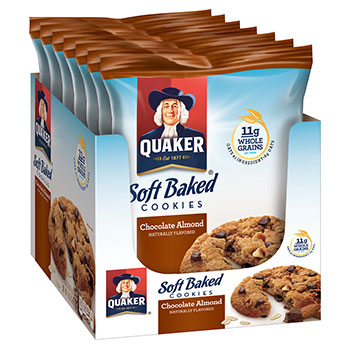 QUAKER
Est 1877
11g
WHOLE
GRAINS
Soft Baked
COOKIES
Chocolate Almond
NATURALLY FLAVORED
QUAKER
Soft Baked
COOKIES
Chocolate Almond
NATURALLY FLAVORED
11g
WHOLE
GRAINS